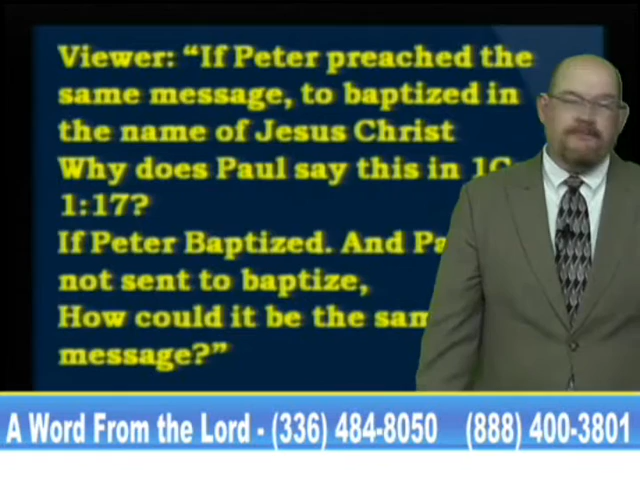 Viewer: “If Peter preached the
same message, to baptized in
the name of Jesus Christ
Why does Paul say this in
1:17?
If Peter Baptized. And
not sent to baptize,
How could it be the
message?”
A Word From the Lord - (336) 484-8050 (888) 400-3801